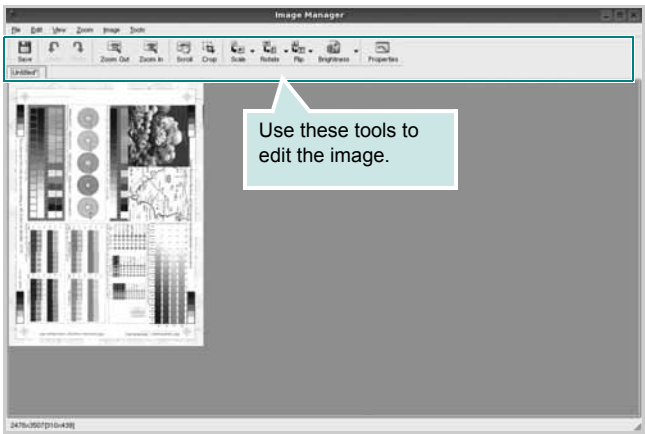 Image Manager
File Edit View Zoom Image Tools
Save Undo Redo Zoom Out Zoom In Scroll Crop Scale Rotate Flip Brightness Properties
Untitled*
Use these tools to
edit the image.
2476x3507[310x439]